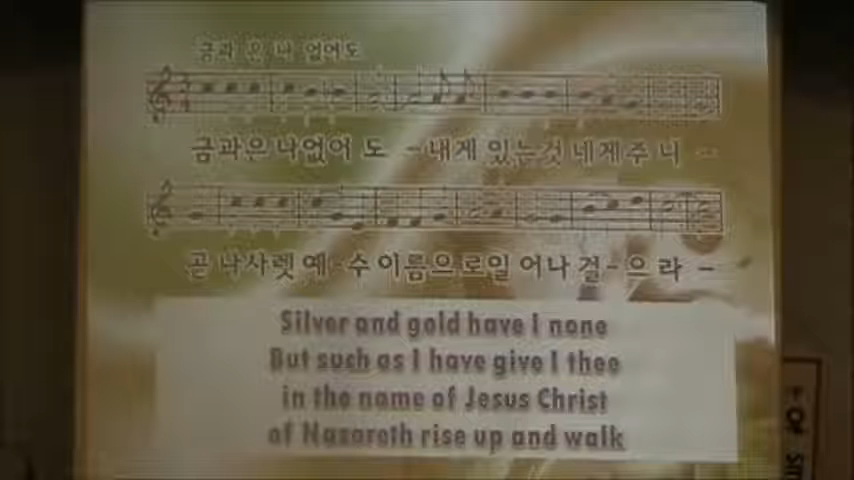 금과 은 나 없어도
금과은 나없어 도 - 내게 있는것 네게주 니 -
곧 나사렛 예-수 이름으로일 어나 걸-으 라 -
Silver and gold have I none
But such as I have give I thee
in the name of Jesus Christ
of Nazareth rise up and walk
OF